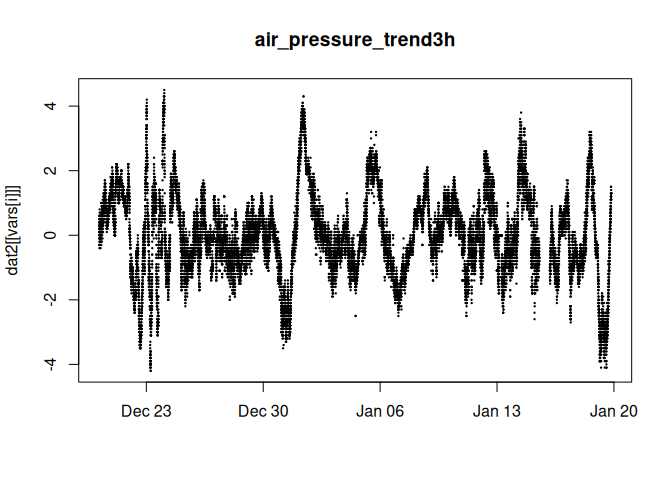 air_pressure_trend3h
dat2[[vars[i]]]
4
2
0
-2
-4
Dec 23
Dec 30
Jan 06
Jan 13
Jan 20